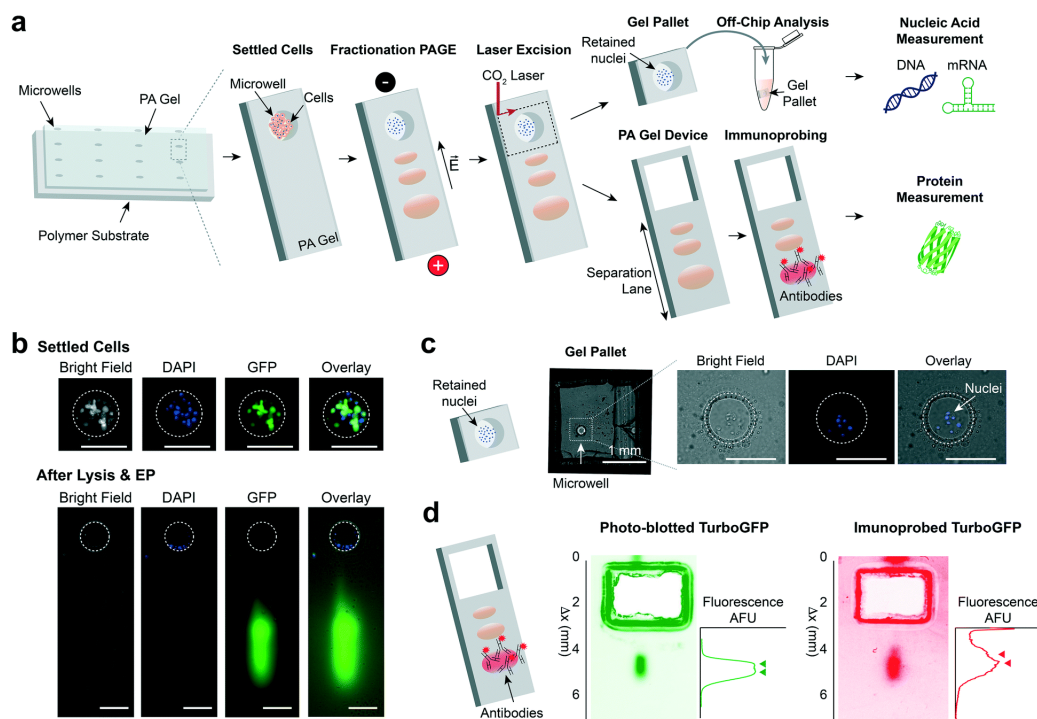 a
Microwells
PA Gel
Polymer Substrate
Settled Cells
Microwell
Cells
PA Gel
Fractionation PAGE
-
E
+
Laser Excision
CO2 Laser
Gel Pallet
Retained
nuclei
Off-Chip Analysis
Gel
Pallet
Nucleic Acid
Measurement
DNA
mRNA
PA Gel Device
Separation
Lane
Immunoprobing
Antibodies
Protein
Measurement
b
Settled Cells
Bright Field
DAPI
GFP
Overlay
After Lysis & EP
Bright Field
DAPI
GFP
Overlay
c
Retained
nuclei
Gel Pallet
1 mm
Microwell
Bright Field
DAPI
Overlay
Nuclei
d
Antibodies
Photo-blotted TurboGFP
0
2
4
6
Δx (mm)
Fluorescence
AFU
Imunoprobed TurboGFP
0
2
4
6
Δx (mm)
Fluorescence
AFU